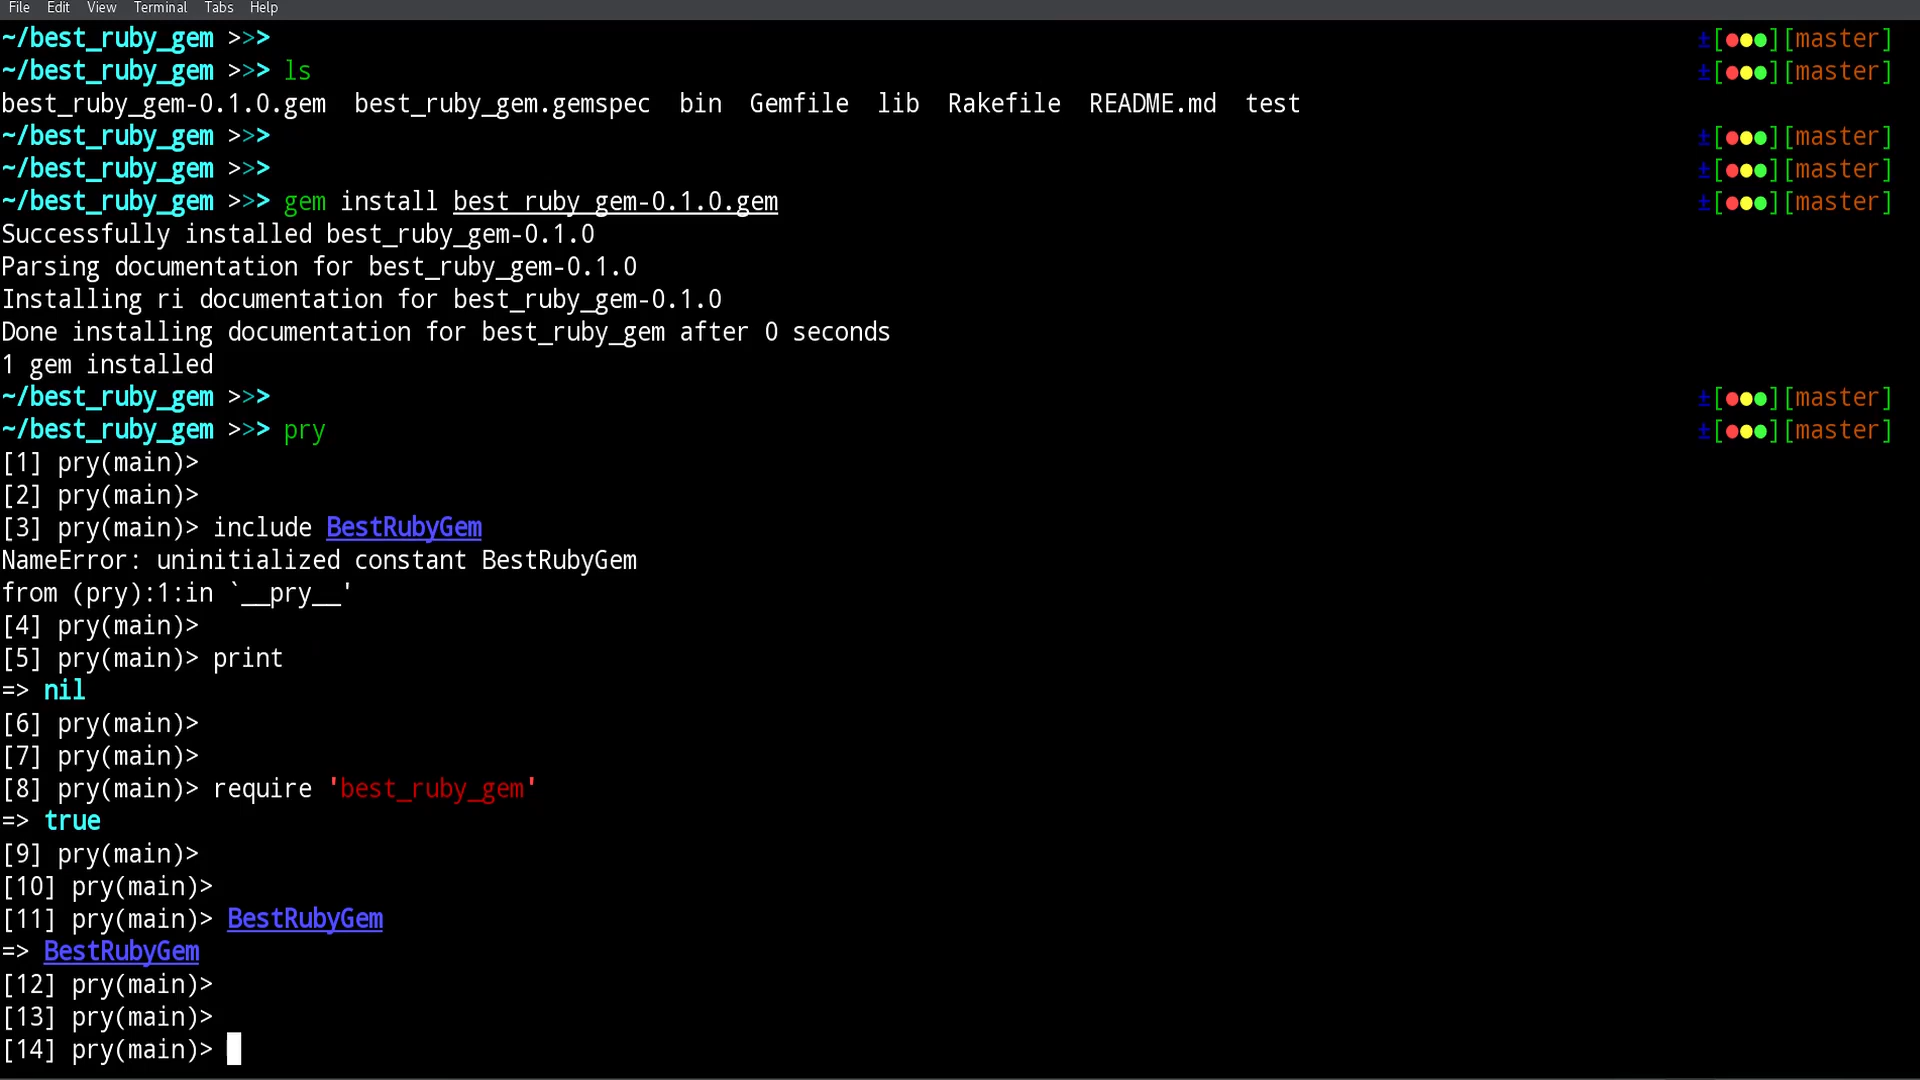 File Edit View Terminal Tabs Help
~/best_ruby_gem >>> ±[●●●][master]
~/best_ruby_gem >>> ls ±[●●●][master]
best_ruby_gem-0.1.0.gem best_ruby_gem.gemspec bin Gemfile lib Rakefile README.md test
~/best_ruby_gem >>> ±[●●●][master]
~/best_ruby_gem >>> ±[●●●][master]
~/best_ruby_gem >>> gem install best_ruby_gem-0.1.0.gem ±[●●●][master]
Successfully installed best_ruby_gem-0.1.0
Parsing documentation for best_ruby_gem-0.1.0
Installing ri documentation for best_ruby_gem-0.1.0
Done installing documentation for best_ruby_gem after 0 seconds
1 gem installed
~/best_ruby_gem >>> ±[●●●][master]
~/best_ruby_gem >>> pry ±[●●●][master]
[1] pry(main)>
[2] pry(main)>
[3] pry(main)> include BestRubyGem
NameError: uninitialized constant BestRubyGem
from (pry):1:in `__pry__'
[4] pry(main)>
[5] pry(main)> print
=> nil
[6] pry(main)>
[7] pry(main)>
[8] pry(main)> require 'best_ruby_gem'
=> true
[9] pry(main)>
[10] pry(main)>
[11] pry(main)> BestRubyGem
=> BestRubyGem
[12] pry(main)>
[13] pry(main)>
[14] pry(main)>